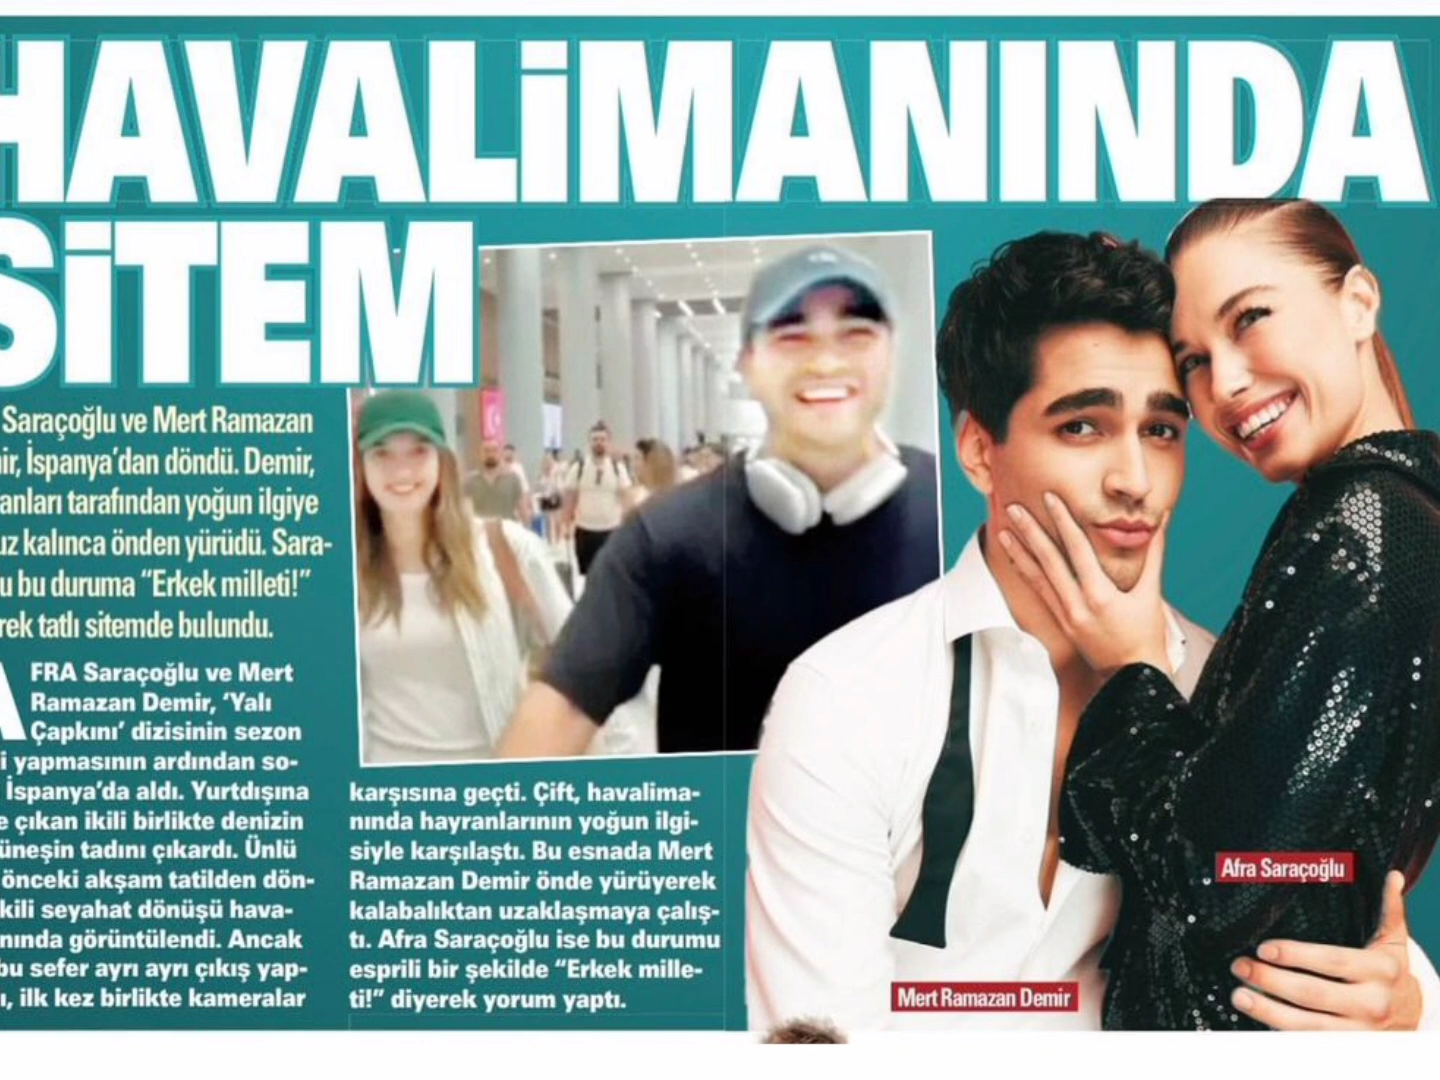 HAVALİMANINDA
SİTEM
Saraçoğlu ve Mert Ramazan
ir, İspanya'dan döndü. Demir,
anları tarafından yoğun ilgiye
uz kalınca önden yürüdü. Sara-
u bu duruma “Erkek milleti!”
rek tatlı sitemde bulundu.
AFRA Saraçoğlu ve Mert
Ramazan Demir, ‘Yalı
Çapkını’ dizisinin sezon
i yapmasının ardından so-
İspanya'da aldı. Yurtdışına
e çıkan ikili birlikte denizin
üneşin tadını çıkardı. Ünlü
önceki akşam tatilden dön-
kili seyahat dönüşü hava-
nında görüntülendi. Ancak
bu sefer ayrı ayrı çıkış yap-
ı, ilk kez birlikte kameralar
karşısına geçti. Çift, havalima-
nında hayranlarının yoğun ilgi-
siyle karşılaştı. Bu esnada Mert
Ramazan Demir önde yürüyerek
kalabalıktan uzaklaşmaya çalış-
tı. Afra Saraçoğlu ise bu durumu
esprili bir şekilde “Erkek mille-
ti!” diyerek yorum yaptı.
Afra Saraçoğlu
Mert Ramazan Demir